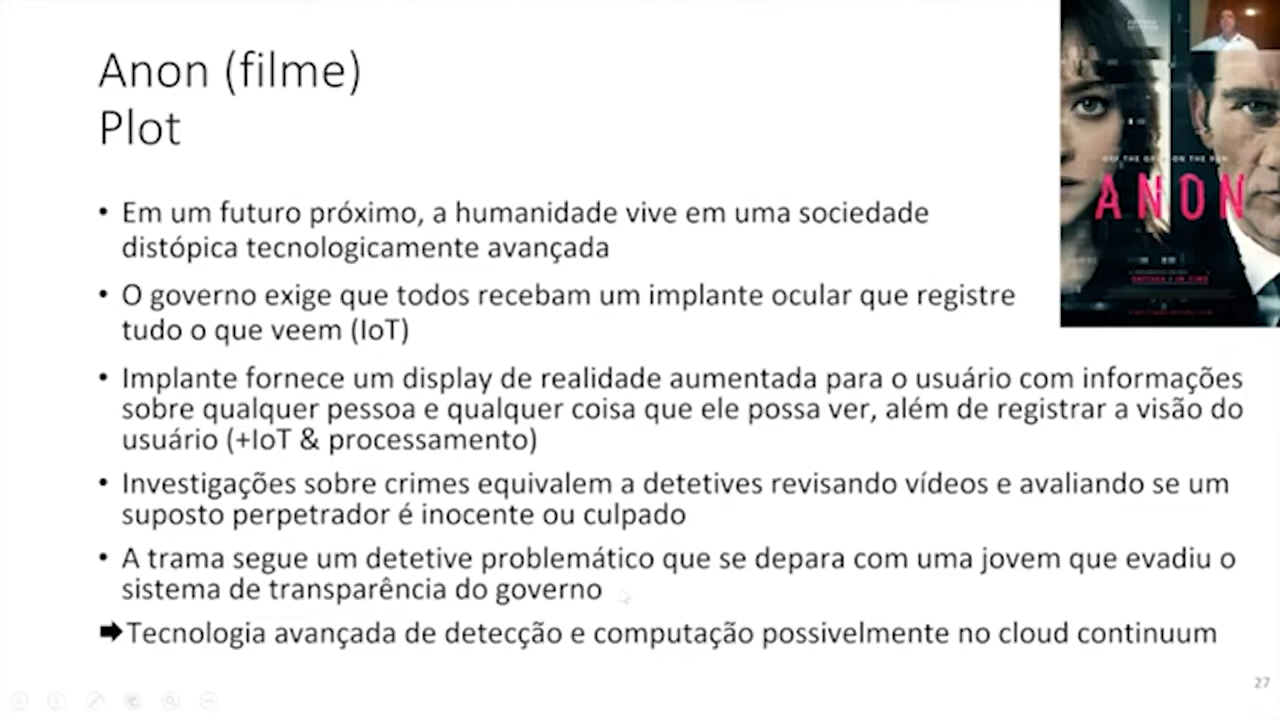 Anon (filme)
Plot
• Em um futuro próximo, a humanidade vive em uma sociedade
distópica tecnologicamente avançada
• O governo exige que todos recebam um implante ocular que registre
tudo o que veem (IoT)
• Implante fornece um display de realidade aumentada para o usuário com informações
sobre qualquer pessoa e qualquer coisa que ele possa ver, além de registrar a visão do
usuário (+IoT & processamento)
• Investigações sobre crimes equivalem a detetives revisando vídeos e avaliando se um
suposto perpetrador é inocente ou culpado
• A trama segue um detetive problemático que se depara com uma jovem que evadiu o
sistema de transparência do governo
➡Tecnologia avançada de detecção e computação possivelmente no cloud continuum
ANON
27